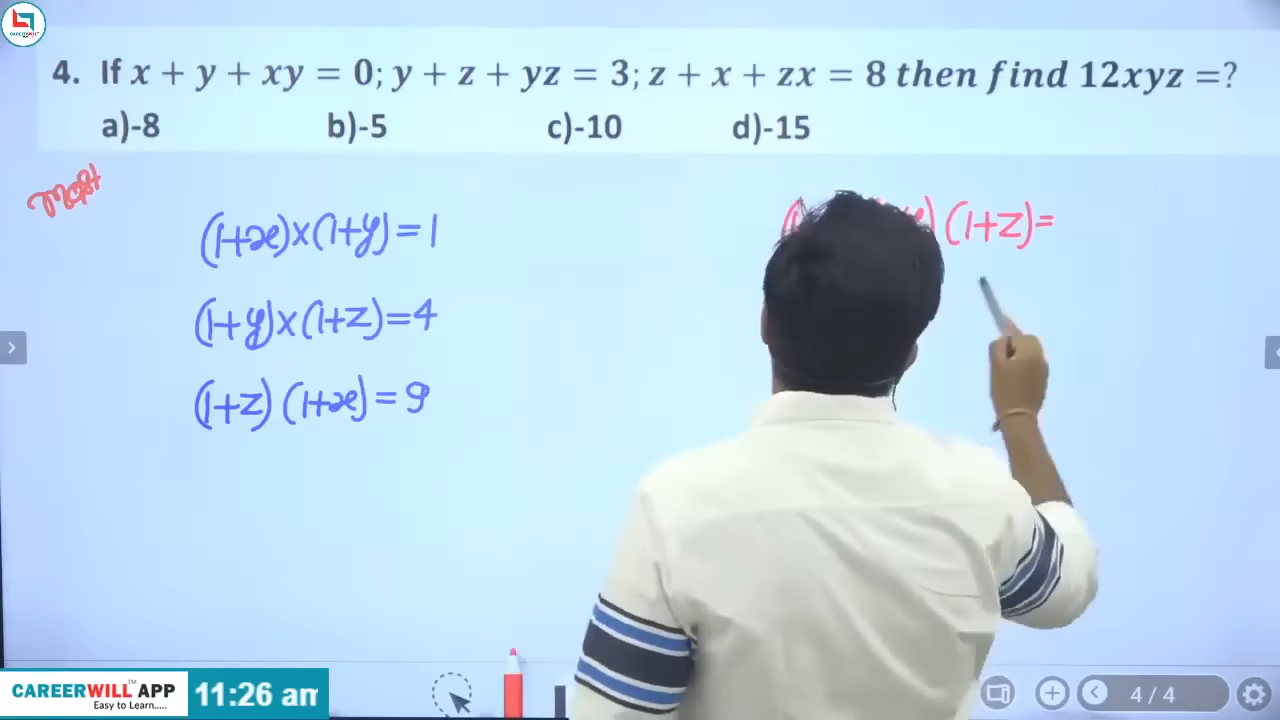 CAREERWILL
4. If x + y + xy = 0; y + z + yz = 3; z + x + zx = 8 then find 12xyz =?
a)-8 b)-5 c)-10 d)-15
(1+x)×(1+y)=1
(1+z)=
(1+y)×(1+z)=4
(1+z)(1+x)=9
CAREERWILL™ APP
Easy to Learn.....
11:26 am
4 / 4